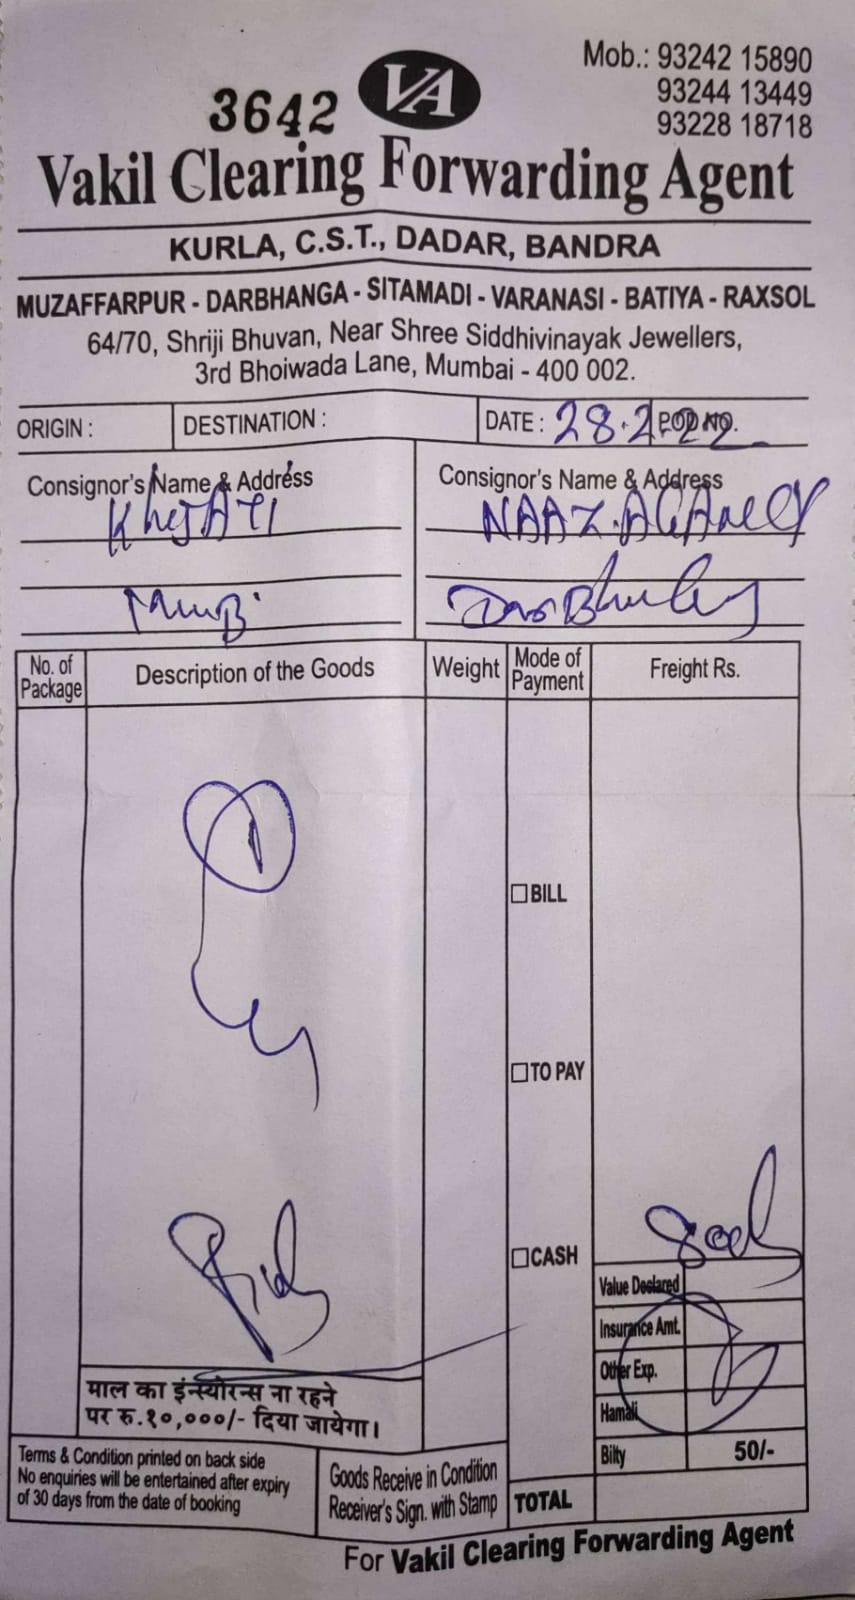 Mob.: 93242 15890
93244 13449
93228 18718
3642
VA
Vakil Clearing Forwarding Agent
KURLA, C.S.T., DADAR, BANDRA
MUZAFFARPUR - DARBHANGA - SITAMADI - VARANASI - BATIYA - RAXSOL
64/70, Shriji Bhuvan, Near Shree Siddhivinayak Jewellers,
3rd Bhoiwada Lane, Mumbai - 400 002.
ORIGIN : DESTINATION : DATE : 28.2.22 POD NO.
Consignor's Name & Address Consignor's Name & Address
NAAZ.
No. of Package Description of the Goods Weight Mode of Payment Freight Rs.
BILL
TO PAY
CASH
Value Declared
Insurance Amt.
Other Exp.
Hamali
Bilty 50/-
TOTAL
माल का इंन्स्योरन्स ना रहने
पर रु.१०,०००/- दिया जायेगा।
Terms & Condition printed on back side
No enquiries will be entertained after expiry
of 30 days from the date of booking
Goods Receive in Condition
Receiver's Sign. with Stamp
For Vakil Clearing Forwarding Agent